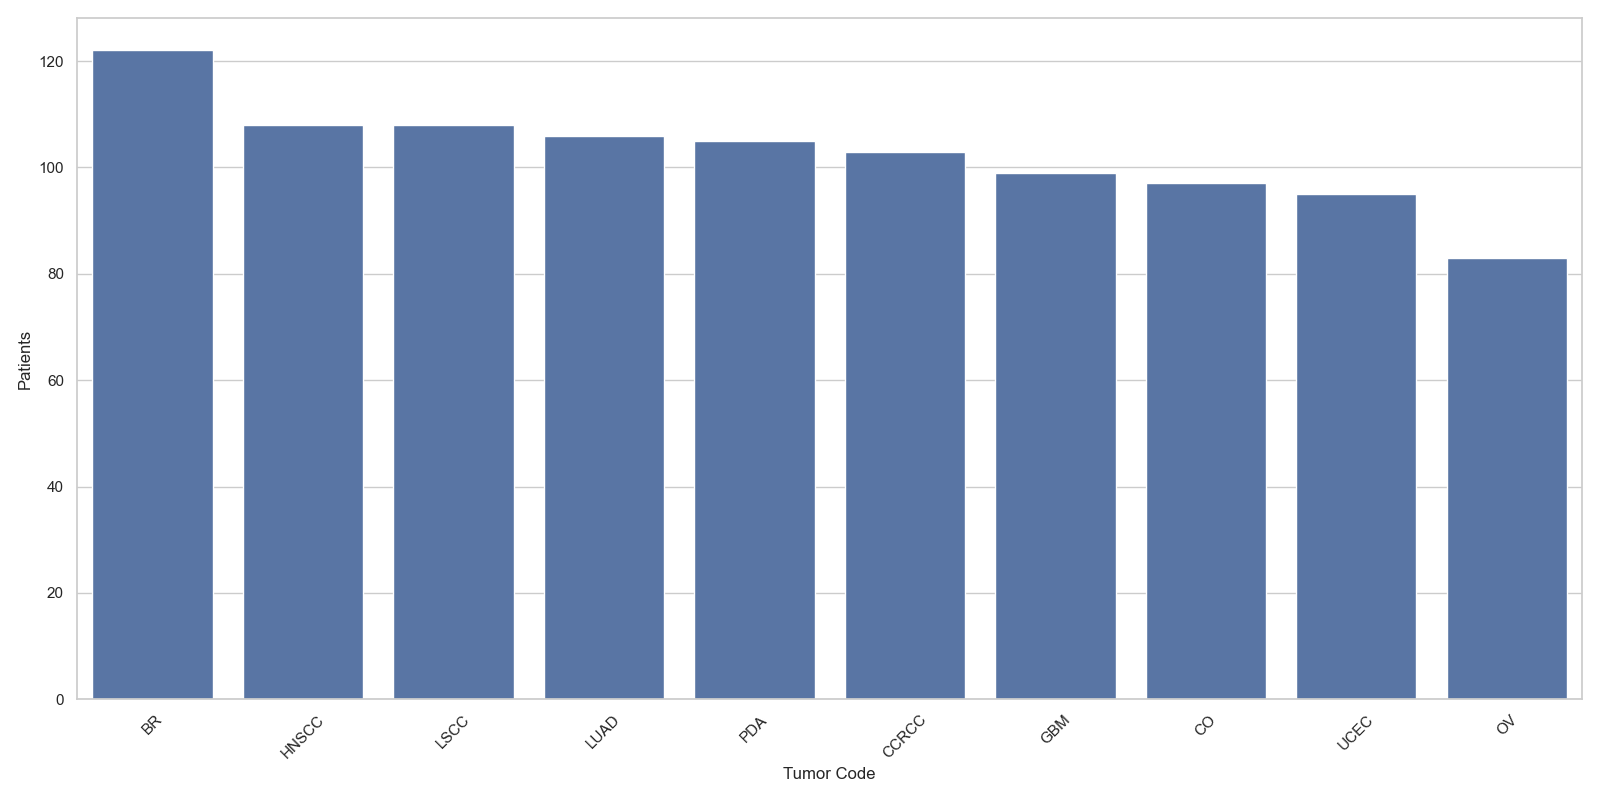 120
100
80
60
40
20
0
Patients
BR
HNSCC
LSCC
LUAD
PDA
CCRCC
GBM
CO
UCEC
OV
Tumor Code